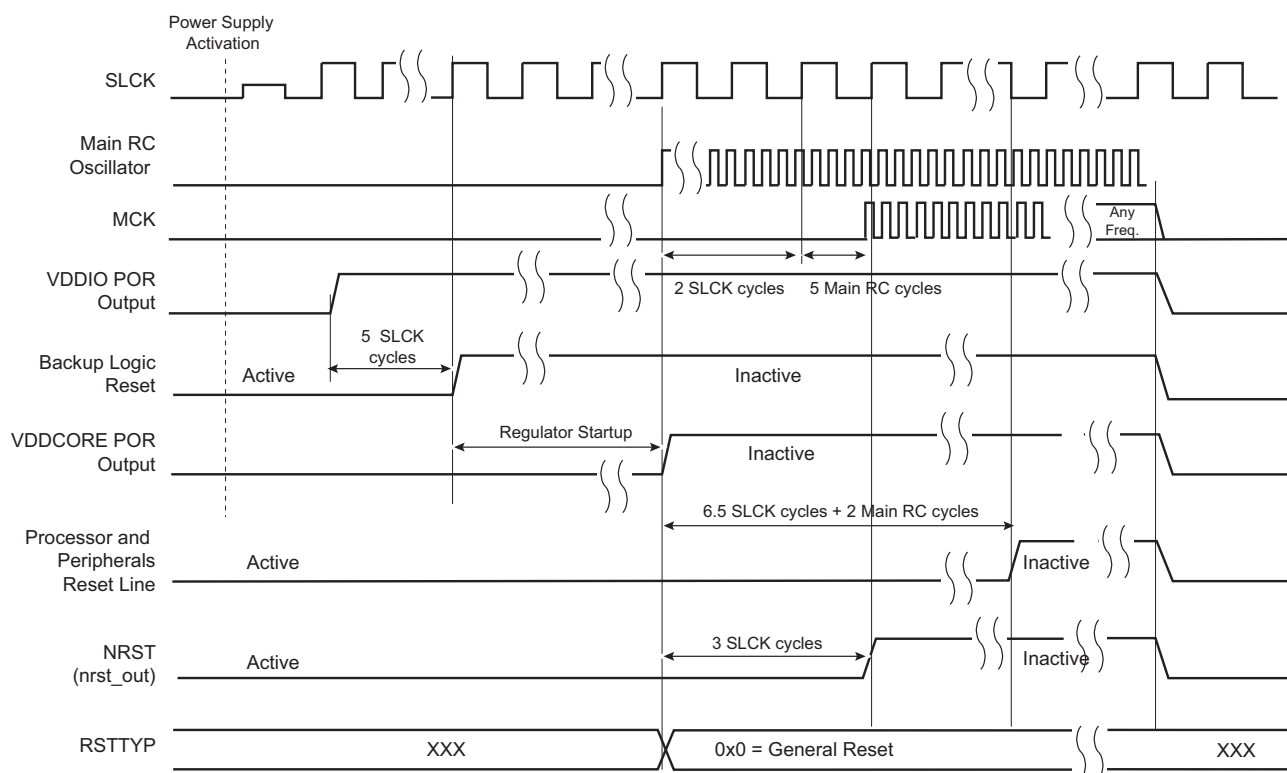 Power Supply
Activation
SLCK
Main RC
Oscillator
MCK
Any
Freq.
VDDIO POR
Output
2 SLCK cycles
5 Main RC cycles
5 SLCK
cycles
Backup Logic
Reset
Active
Inactive
VDDCORE POR
Output
Regulator Startup
Inactive
6.5 SLCK cycles + 2 Main RC cycles
Processor and
Peripherals
Reset Line
Active
Inactive
NRST
(nrst_out)
Active
3 SLCK cycles
Inactive
RSTTYP
XXX
0x0 = General Reset
XXX